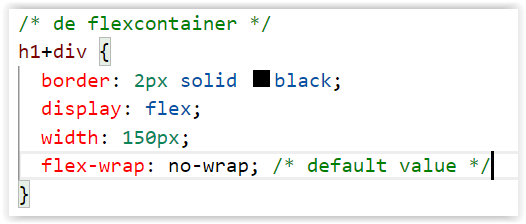 /* de flexcontainer */
h1+div {
border: 2px solid black;
display: flex;
width: 150px;
flex-wrap: no-wrap; /* default value */
}